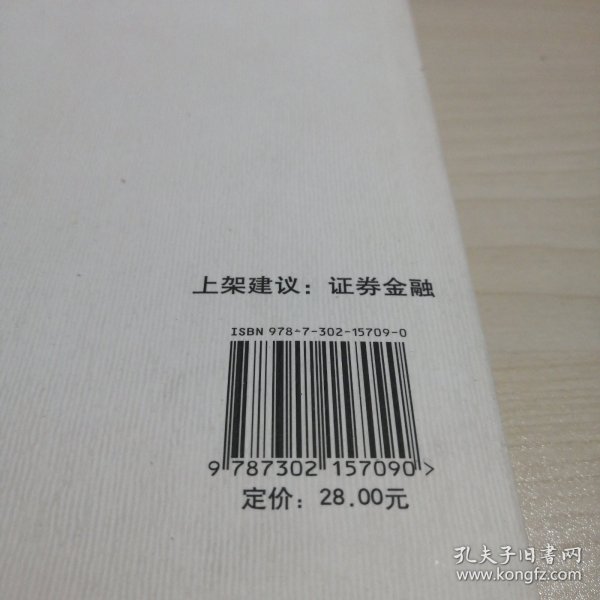 上架建议：证券金融
ISBN 978-7-302-15709-0
9 787302 157090>
定价：28.00元
孔夫子旧书网
www.kongfz.com